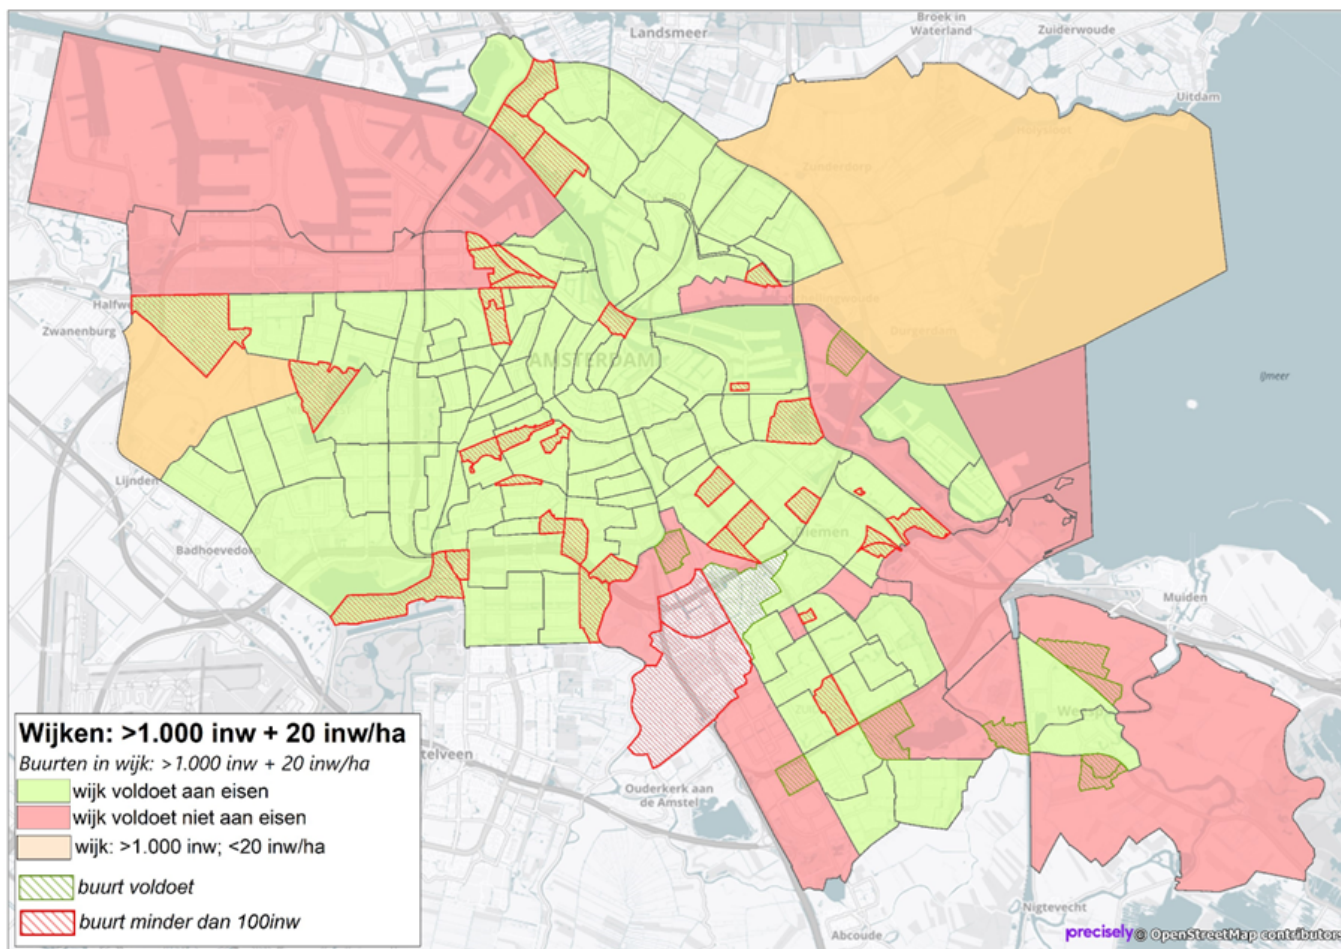 Landsmeer
Broek in
Waterland
Zuiderwoude
Uitdam
Zunderdorp
Halfwe
Zwanenburg
Durgerdam
AMSTERDAM
IJmeer
Lijnden
Badhoevedorp
Diemen
Muiden
Weesp
Wijken: >1.000 inw + 20 inw/ha
Buurten in wijk: >1.000 inw + 20 inw/ha
wijk voldoet aan eisen
wijk voldoet niet aan eisen
wijk: >1.000 inw; <20 inw/ha
buurt voldoet
buurt minder dan 100inw
telveen
Ouderkerk aan
de Amstel
Nigtevecht
Abcoude
precisely © OpenStreetMap contributors